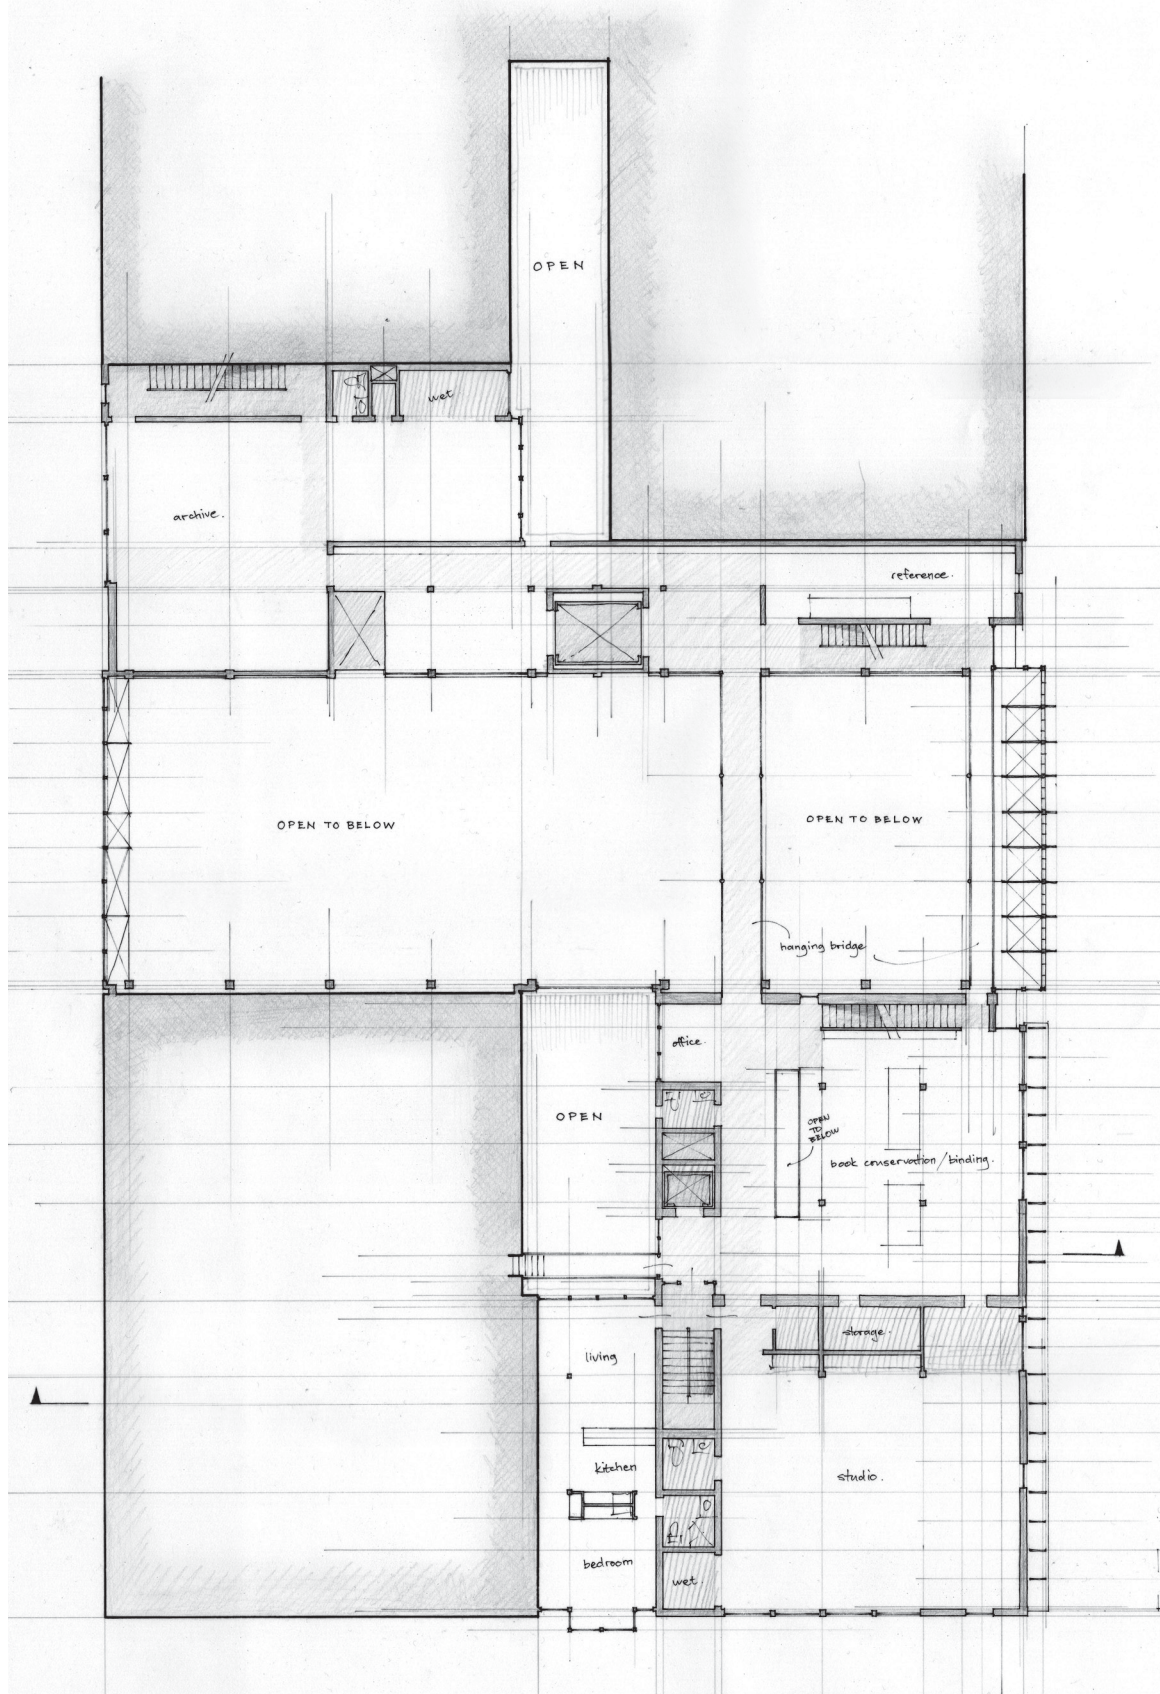 OPEN
wet
archive.
reference.
OPEN TO BELOW
OPEN TO BELOW
hanging bridge
office.
OPEN
OPEN
TO
BELOW
book conservation/binding.
storage.
living
kitchen
studio.
bedroom
wet.